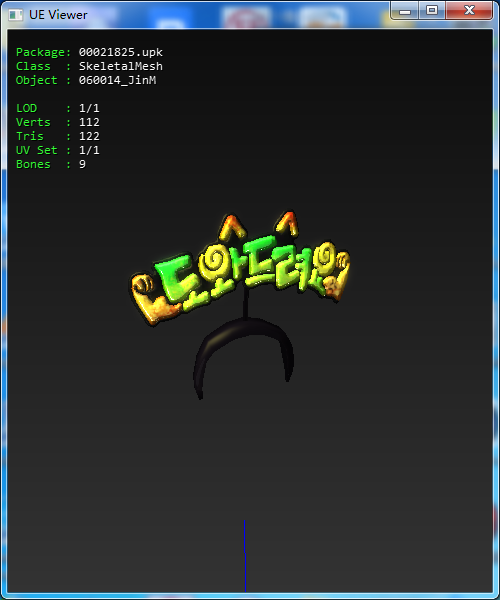 UE Viewer
Package: 00021825.upk
Class  : SkeletalMesh
Object : 060014_JinM
LOD    : 1/1
Verts  : 112
Tris   : 122
UV Set : 1/1
Bones  : 9
도와드려요